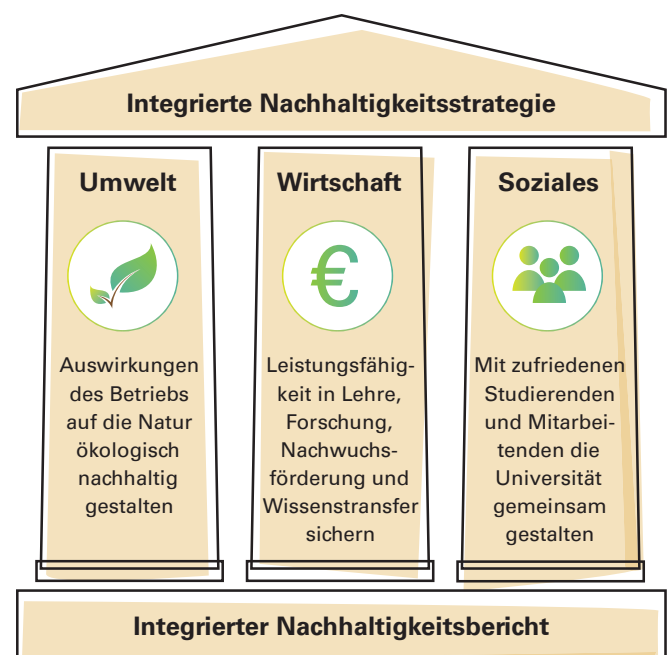 Integrierte Nachhaltigkeitsstrategie
Umwelt
Auswirkungen
des Betriebs
auf die Natur
ökologisch
nachhaltig
gestalten
Wirtschaft
€
Leistungsfähig-
keit in Lehre,
Forschung,
Nachwuchs-
förderung und
Wissenstransfer
sichern
Soziales
Mit zufriedenen
Studierenden
und Mitarbei-
tenden die
Universität
gemeinsam
gestalten
Integrierter Nachhaltigkeitsbericht